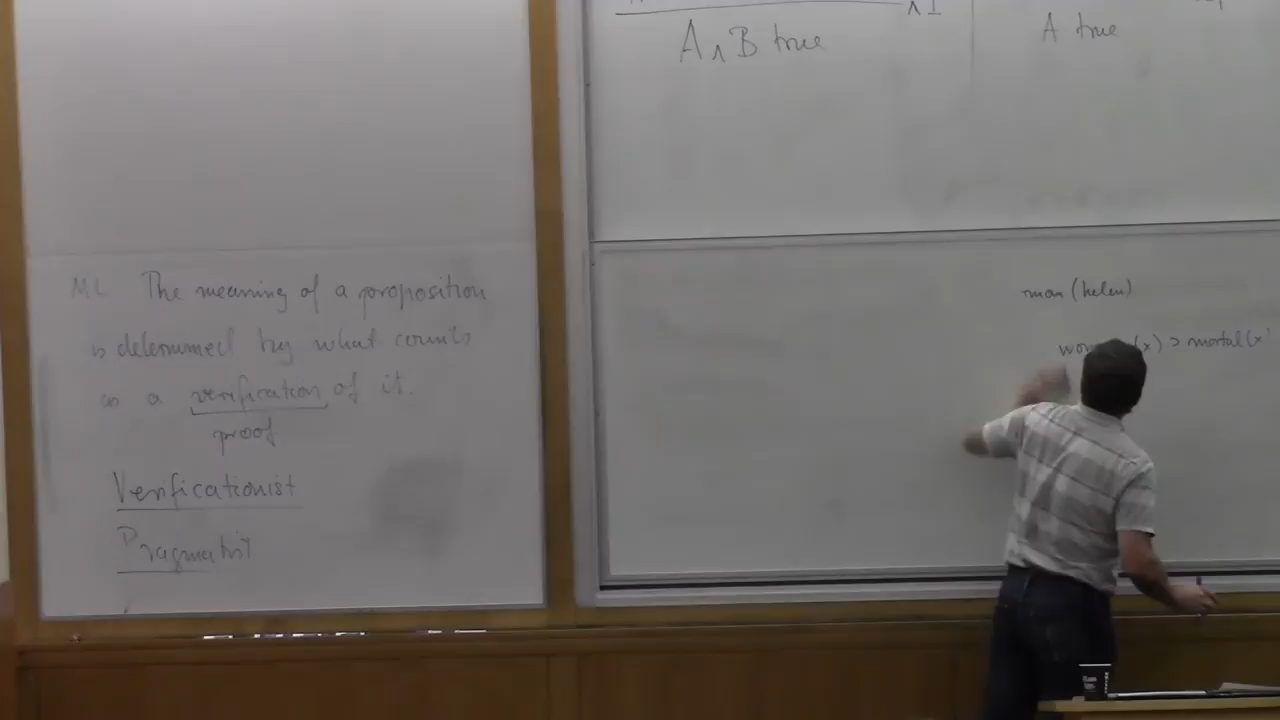 ML The meaning of a proposition
is determined by what counts
as a verification of it.
proof
Verificationist
Pragmatist
∧I
A∧B true
A true
man (helen)
(x) ⊃ mortal(x)